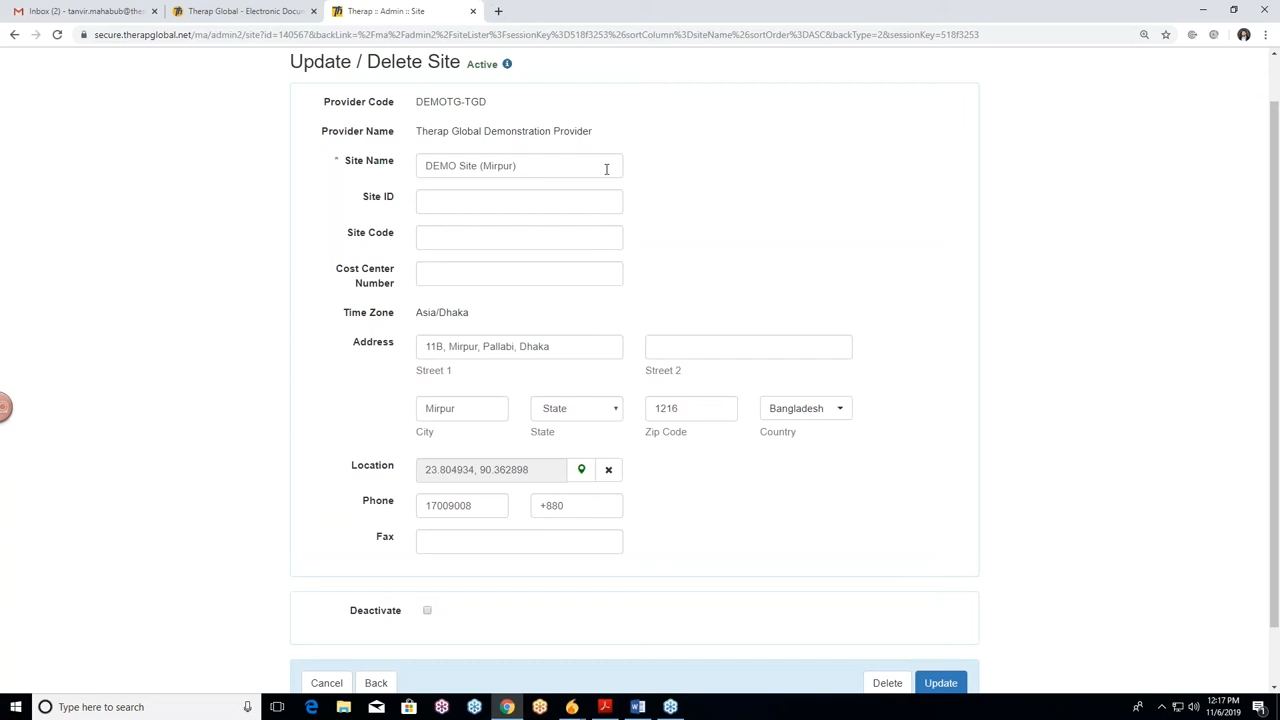 Inbox (21) - tanvir.mahabub@the
Therap Global - Electronic Docu
Therap :: Admin :: Site
secure.therapglobal.net/ma/admin2/site?id=140567&backLink=%2Fma%2Fadmin2%2FsiteLister%3FsessionKey%3D518f3253%26sortColumn%3DsiteName%26sortOrder%3DASC&backType=2&sessionKey=518f3253
Update / Delete Site Active
Provider Code DEMOTG-TGD
Provider Name Therap Global Demonstration Provider
* Site Name DEMO Site (Mirpur)
Site ID
Site Code
Cost Center
Number
Time Zone Asia/Dhaka
Address 11B, Mirpur, Pallabi, Dhaka
Street 1 Street 2
Mirpur State 1216 Bangladesh
City State Zip Code Country
Location 23.804934, 90.362898
Phone 17009008 +880
Fax
Deactivate
Cancel Back Delete Update
Type here to search
12:17 PM
11/6/2019